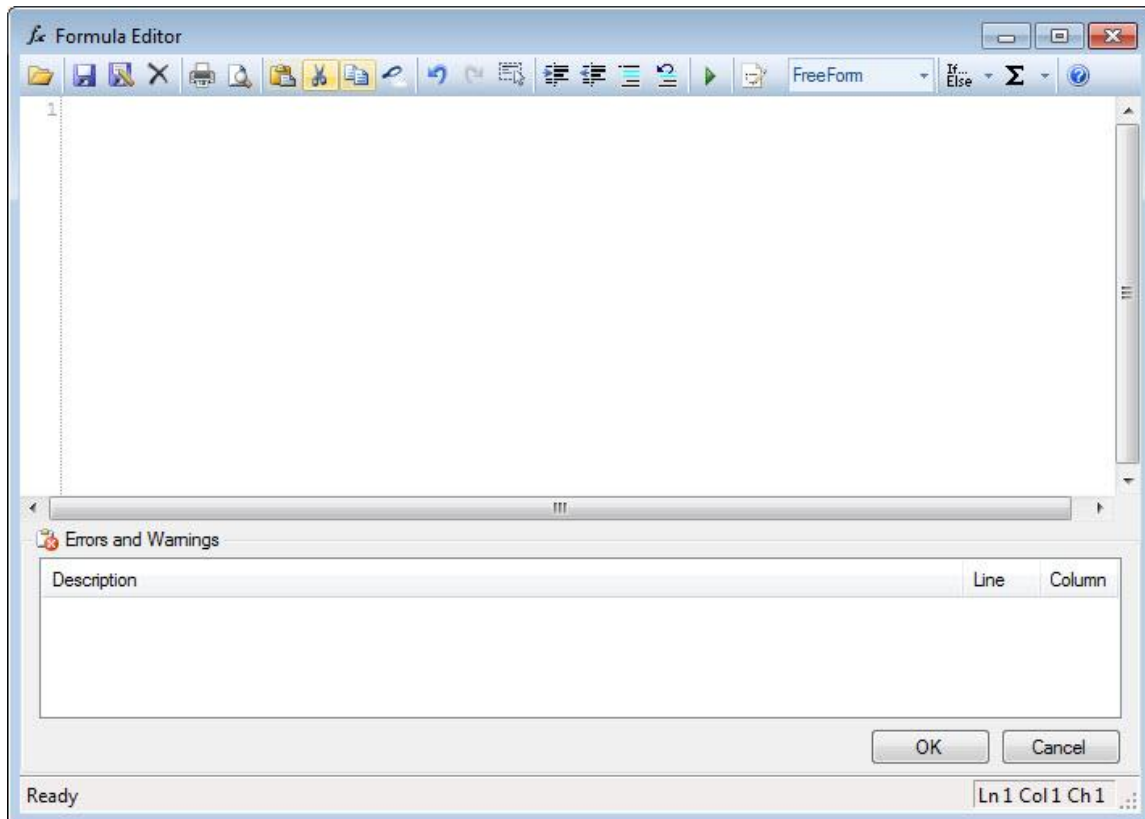 fx Formula Editor
FreeForm
If...
Else
Σ
1
Errors and Warnings
Description Line Column
OK Cancel
Ready Ln 1 Col 1 Ch 1